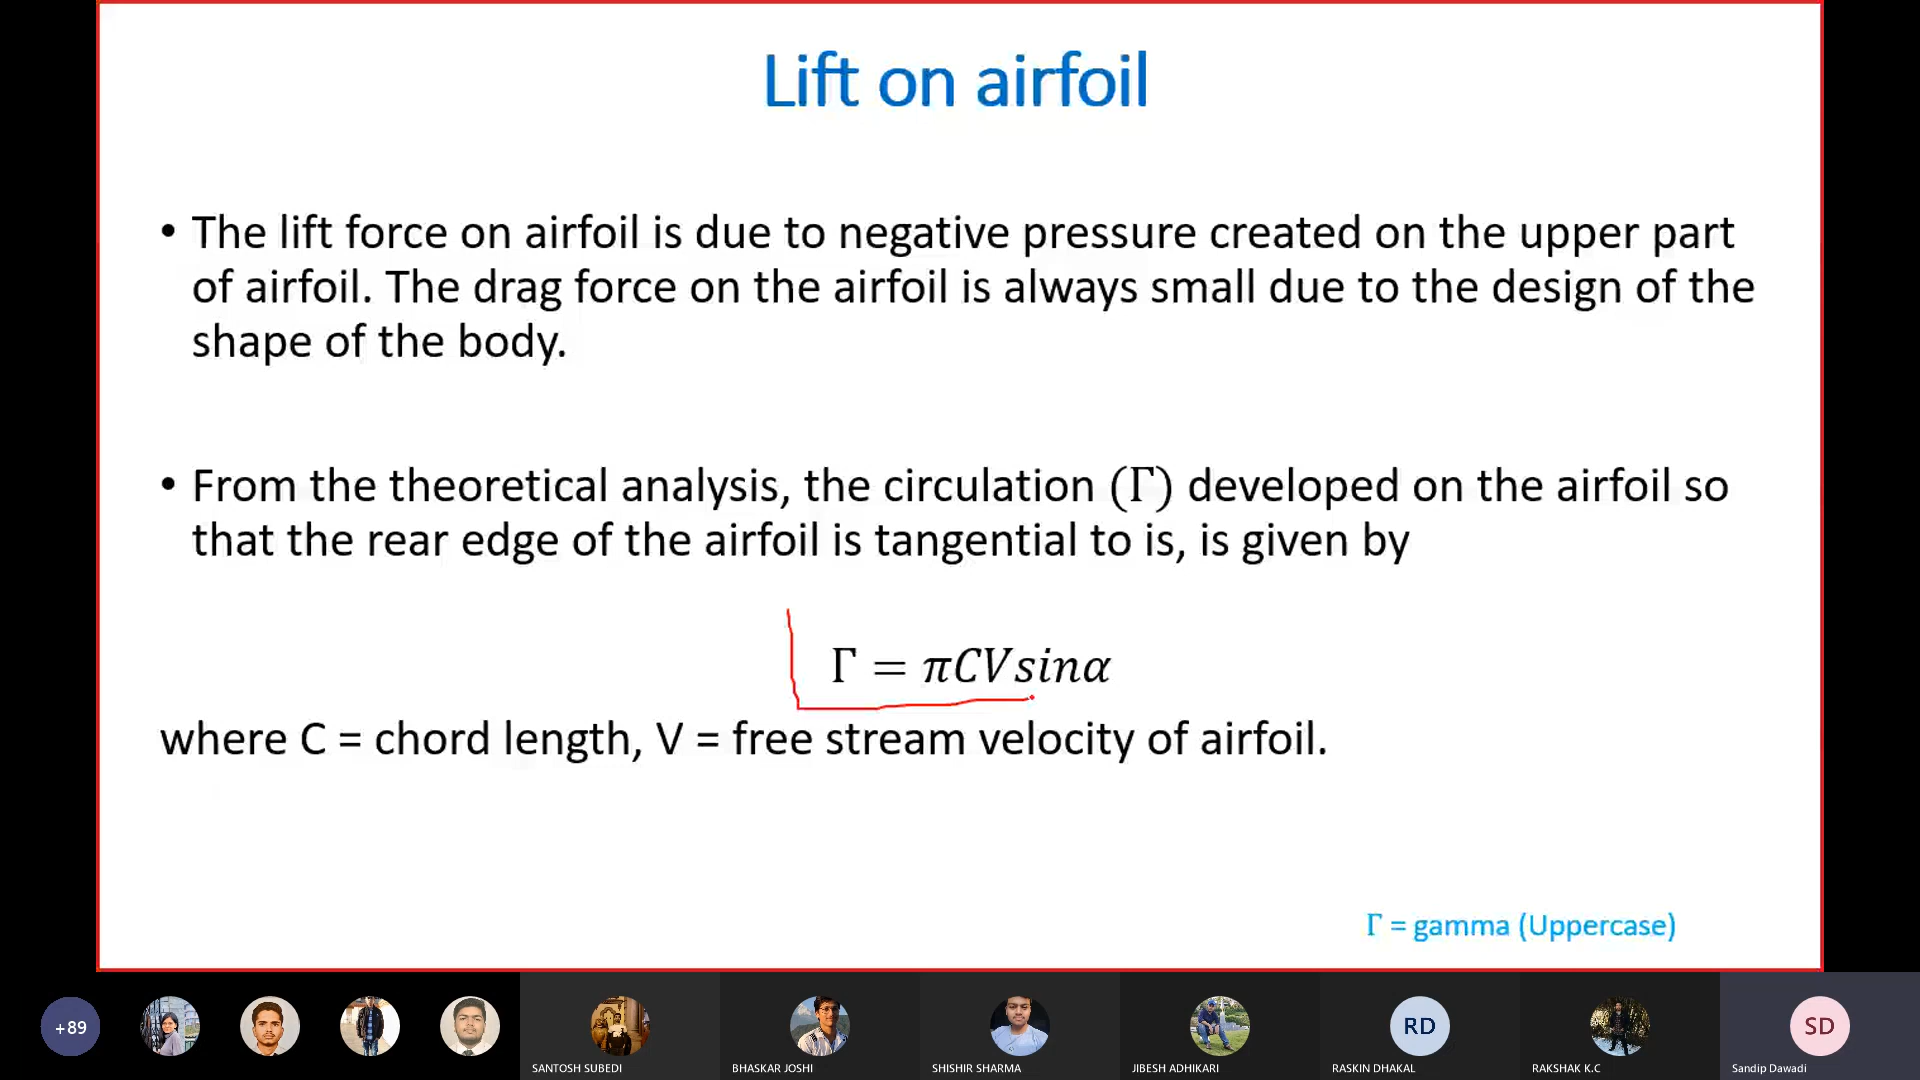 Lift on airfoil
• The lift force on airfoil is due to negative pressure created on the upper part
of airfoil. The drag force on the airfoil is always small due to the design of the
shape of the body.
• From the theoretical analysis, the circulation (Γ) developed on the airfoil so
that the rear edge of the airfoil is tangential to is, is given by
Γ = πCVsinα
where C = chord length, V = free stream velocity of airfoil.
Γ = gamma (Uppercase)
+89
RD
SD
SANTOSH SUBEDI
BHASKAR JOSHI
SHISHIR SHARMA
JIBESH ADHIKARI
RASKIN DHAKAL
RAKSHAK K.C
Sandip Dawadi